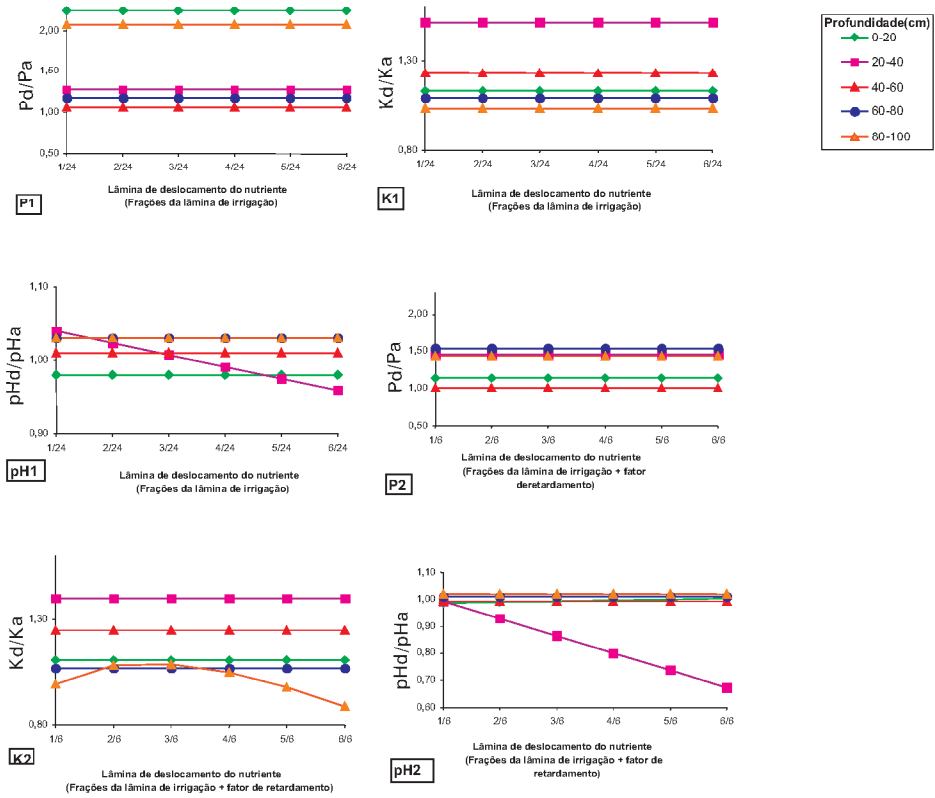 Pd/Pa
2,00
1,60
1,00
0,50
1/24 2/24 3/24 4/24 5/24 6/24
Lâmina de deslocamento do nutriente
(Frações da lâmina de irrigação)
P1
Kd/Ka
1,30
0,80
1/24 2/24 3/24 4/24 5/24 6/24
Lâmina de deslocamento do nutriente
(Frações da lâmina de irrigação)
K1
Profundidade(cm)
0-20
20-40
40-60
60-80
80-100
pHd/pHa
1,10
1,00
0,90
1/24 2/24 3/24 4/24 5/24 6/24
Lâmina de deslocamento do nutriente
(Frações da lâmina de irrigação)
pH1
Pd/Pa
2,00
1,50
1,00
0,50
1/6 2/6 3/6 4/6 5/6 6/6
Lâmina de deslocamento do nutriente
(Frações da lâmina de irrigação + fator
deretardamento)
P2
Kd/Ka
1,30
0,80
1/6 2/6 3/6 4/6 5/6 6/6
Lâmina de deslocamento do nutriente
(Frações da lâmina de irrigação + fator de retardamento)
K2
pHd/pHa
1,10
1,00
0,90
0,80
0,70
0,60
1/6 2/6 3/6 4/6 5/6 6/6
Lâmina de deslocamento do nutriente
(Frações da lâmina de irrigação + fator de
retardamento)
pH2